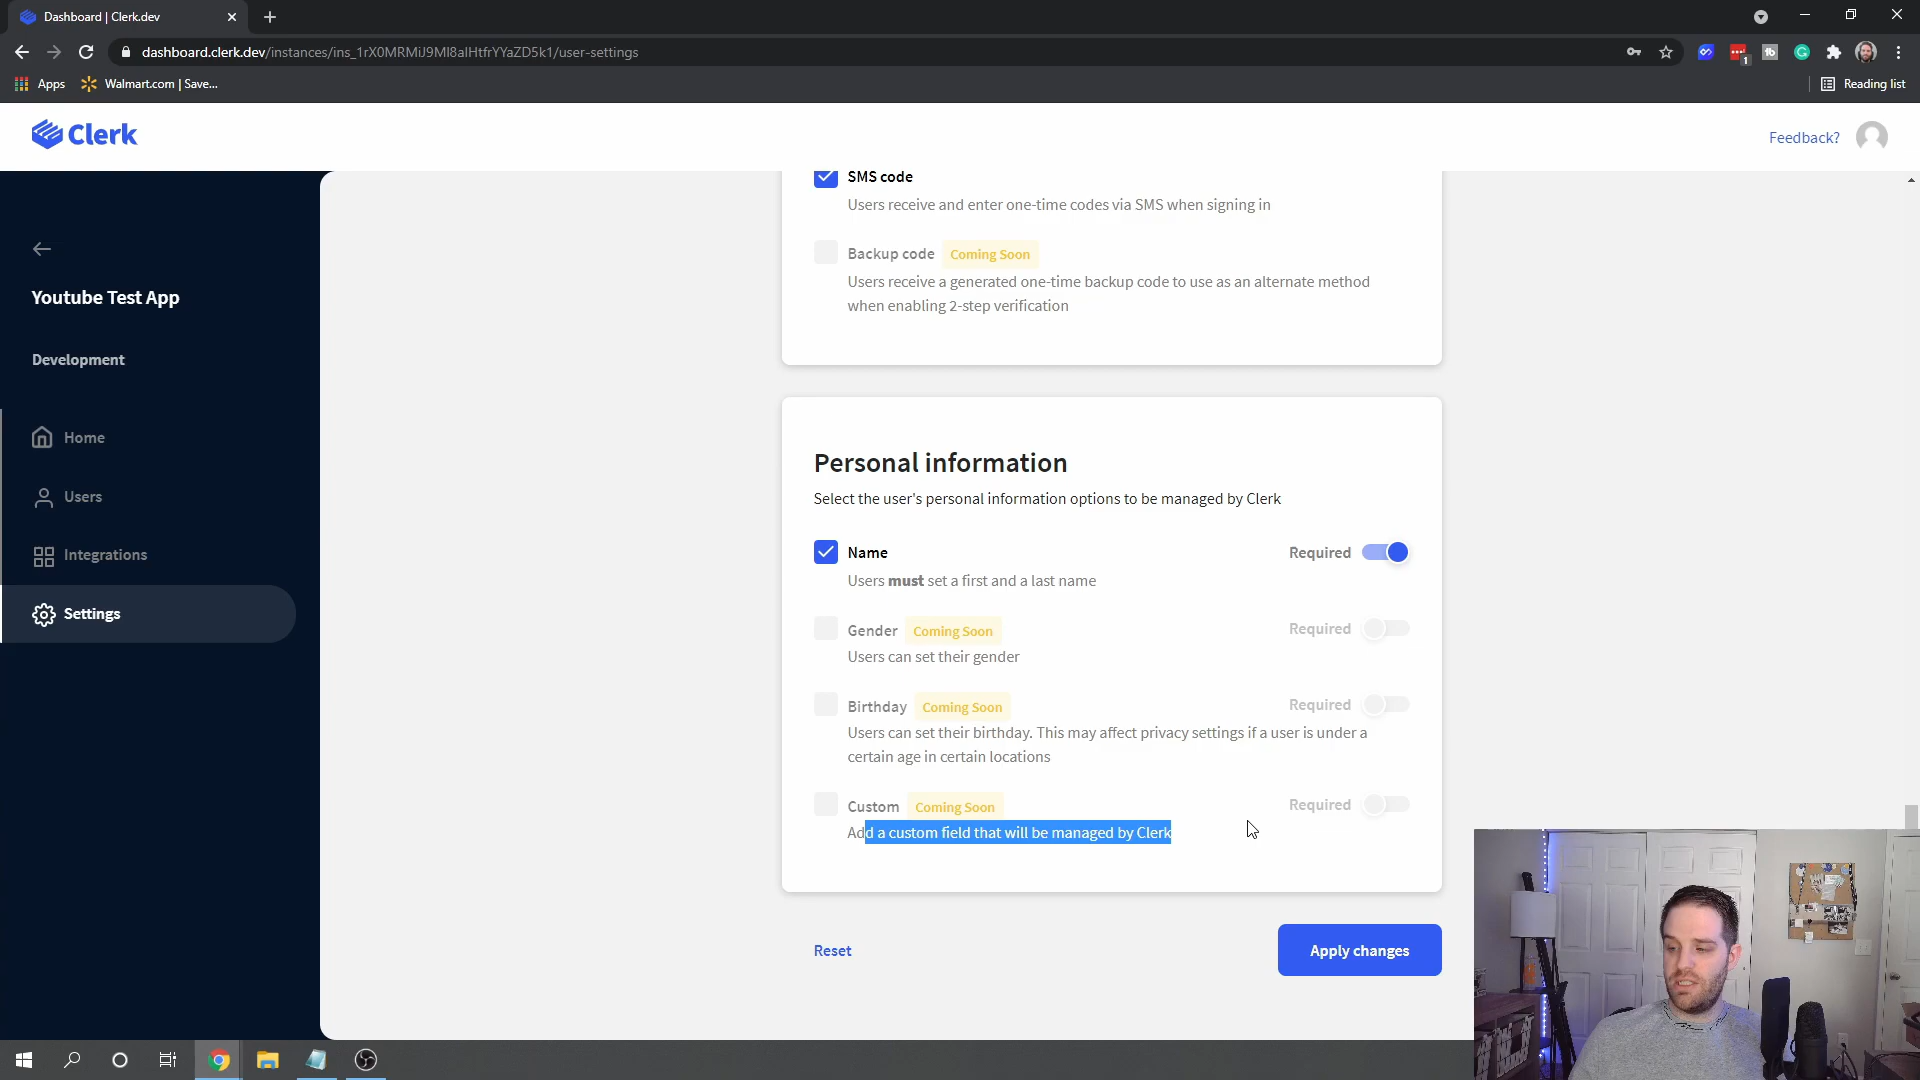 Dashboard | Clerk.dev
dashboard.clerk.dev/instances/ins_1rX0MRMiJ9Ml8alHtfrYYaZD5k1/user-settings
1
Apps
Walmart.com | Save...
Reading list
Clerk
Feedback?
Youtube Test App
Development
Home
Users
Integrations
Settings
SMS code
Users receive and enter one-time codes via SMS when signing in
Backup code Coming Soon
Users receive a generated one-time backup code to use as an alternate method
when enabling 2-step verification
Personal information
Select the user's personal information options to be managed by Clerk
Name Required
Users must set a first and a last name
Gender Coming Soon Required
Users can set their gender
Birthday Coming Soon Required
Users can set their birthday. This may affect privacy settings if a user is under a
certain age in certain locations
Custom Coming Soon Required
Add a custom field that will be managed by Clerk
Reset
Apply changes